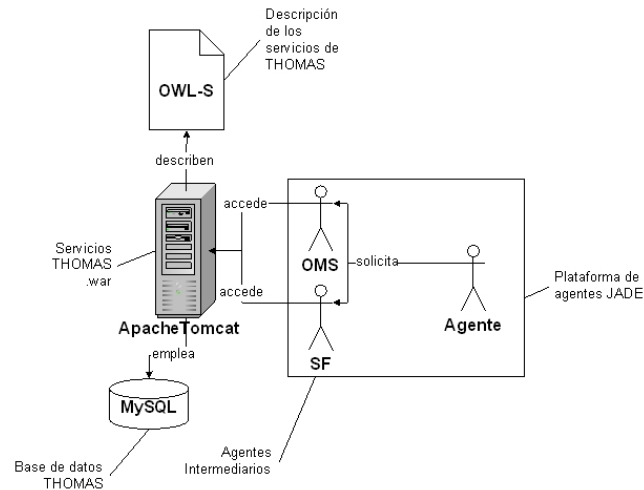 Descripción
de los
servicios de
THOMAS
OWL-S
describen
accede
Servicios
THOMAS
.war
OMS
solicita
Plataforma de
agentes JADE
accede
ApacheTomcat
Agente
emplea
SF
MySQL
Agentes
Intermediarios
Base de datos
THOMAS